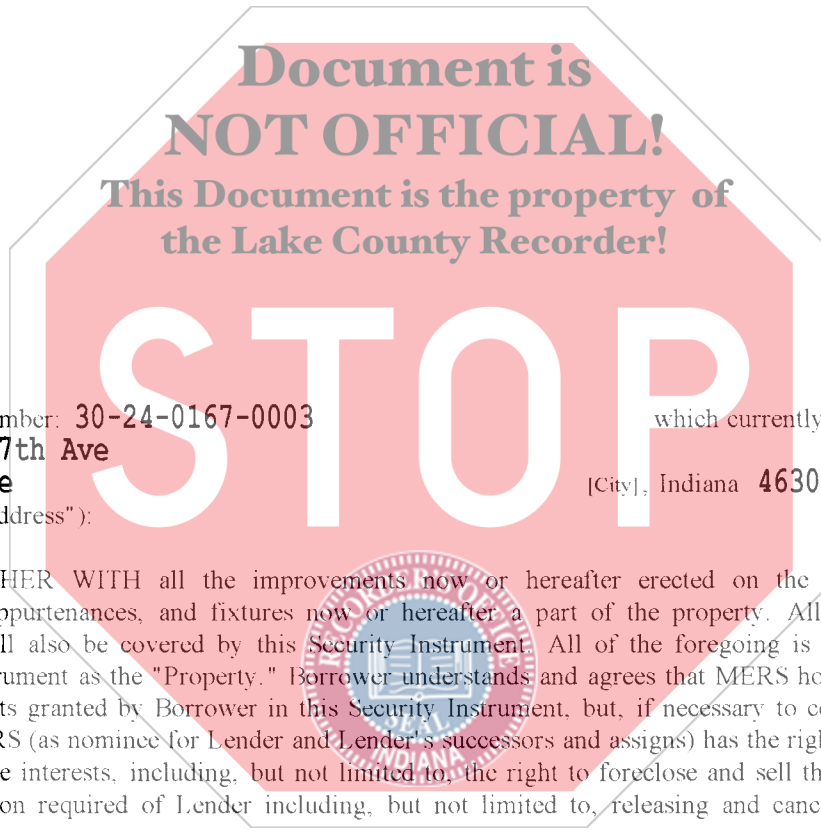 Document is
NOT OFFICIAL!
This Document is the property of
the Lake County Recorder!
STOP
mber: 30-24-0167-0003 which currently
7th Ave
e [City], Indiana 4630
ddress"):
HER WITH all the improvements now or hereafter erected on the
ppurtenances, and fixtures now or hereafter a part of the property. All
ll also be covered by this Security Instrument. All of the foregoing is
rument as the "Property." Borrower understands and agrees that MERS ho
ts granted by Borrower in this Security Instrument, but, if necessary to c
RS (as nominee for Lender and Lender's successors and assigns) has the righ
e interests, including, but not limited to, the right to foreclose and sell th
on required of Lender including, but not limited to, releasing and canc
RECORDER'S OFFICE
SEAL
INDIANA